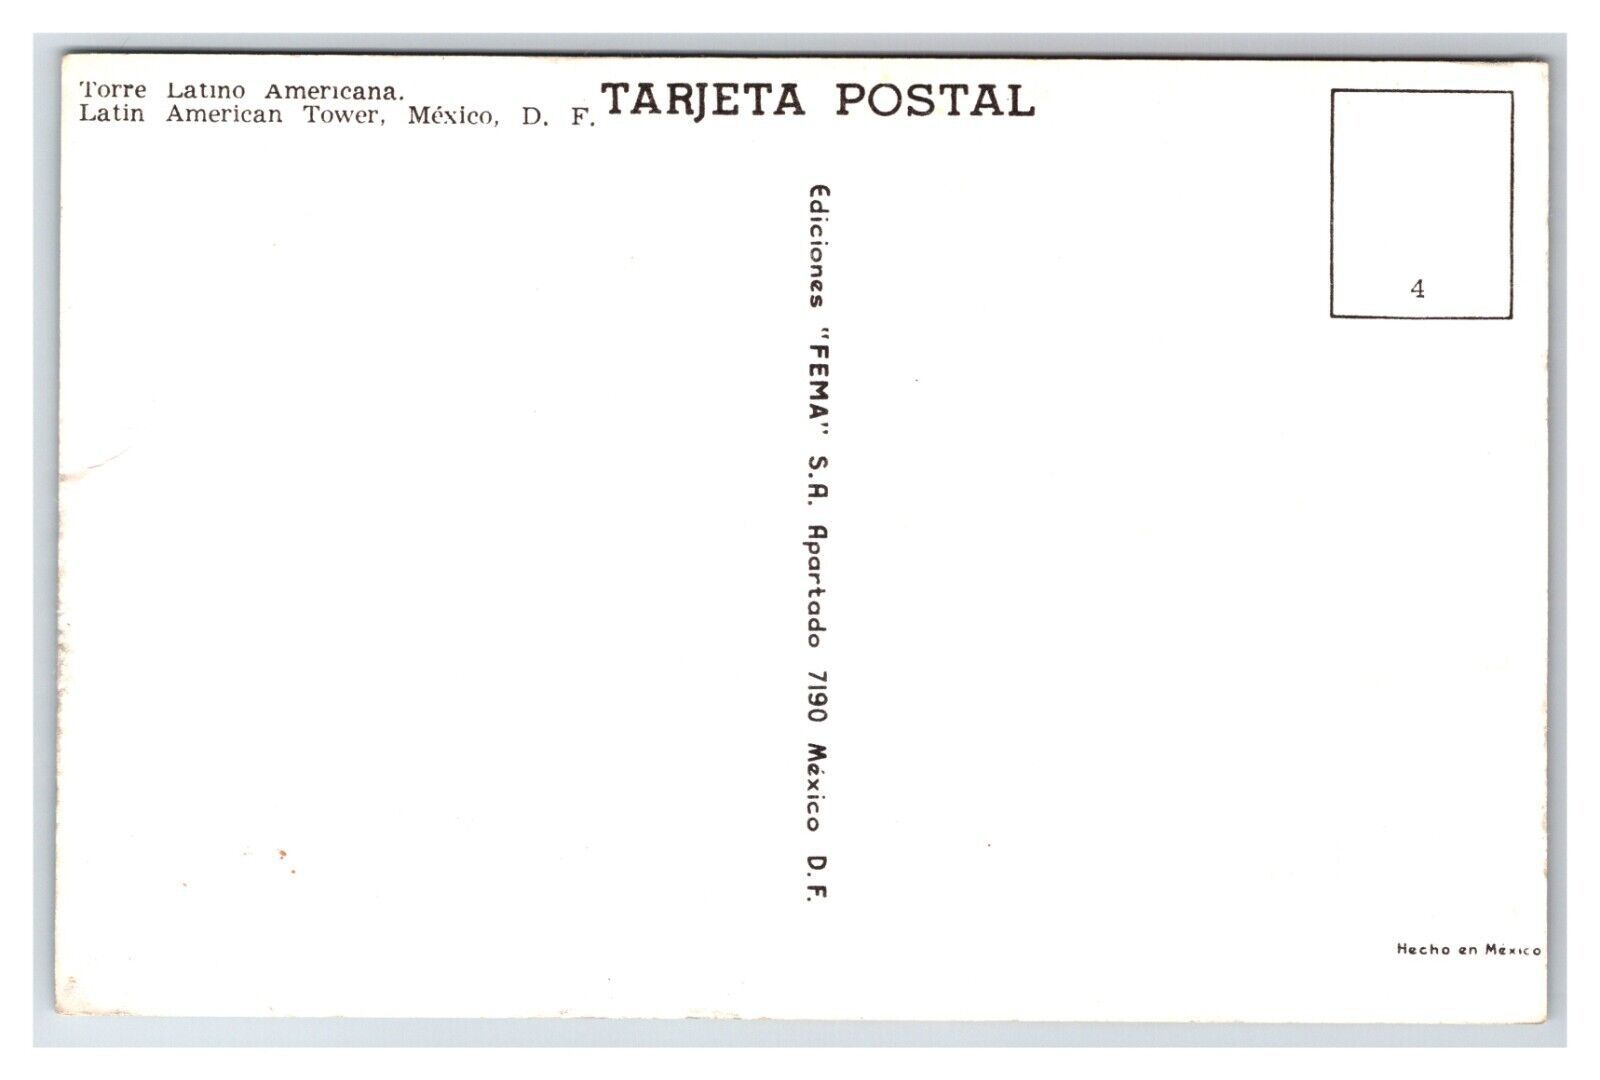 Torre Latino Americana.
Latin American Tower, México, D. F.
TARJETA POSTAL
4
Ediciones "FEMA" S.A. Apartado 7190 México D.F.
Hecho en México